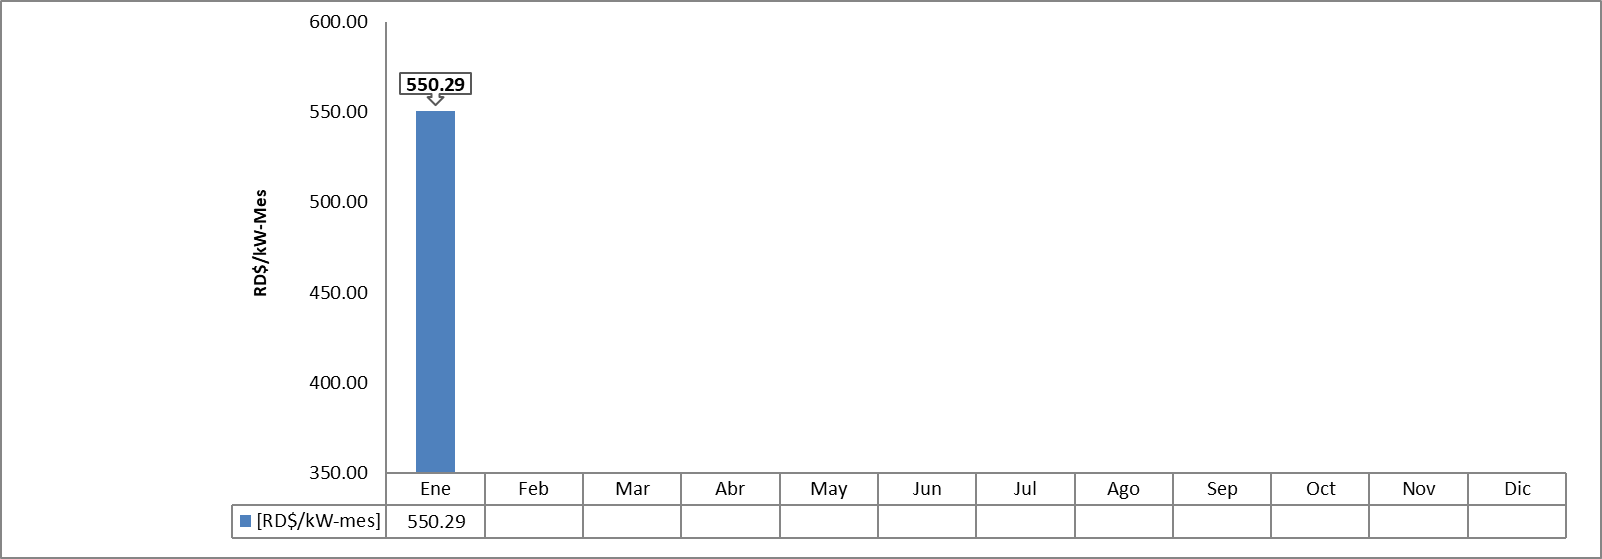 600.00
550.29
550.00
500.00
RD$/kW-Mes
450.00
400.00
350.00
Ene Feb Mar Abr May Jun Jul Ago Sep Oct Nov Dic
[RD$/kW-mes] 550.29